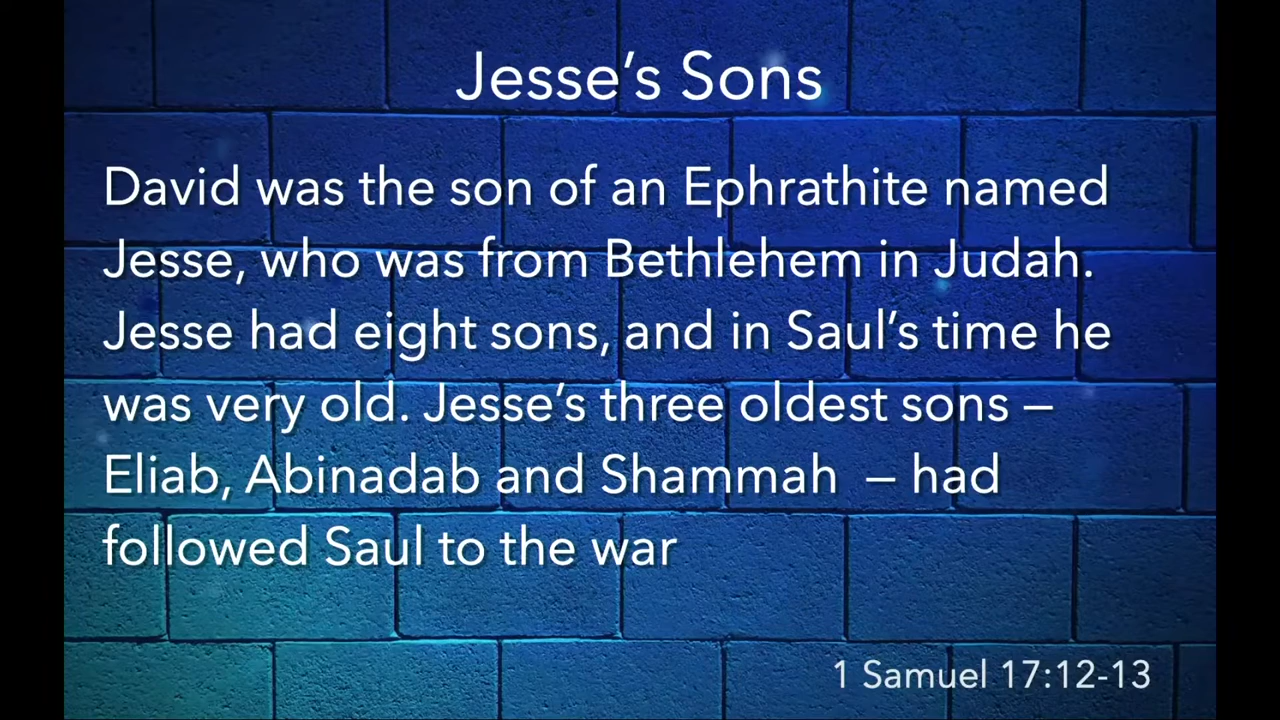 Jesse’s Sons
David was the son of an Ephrathite named
Jesse, who was from Bethlehem in Judah.
Jesse had eight sons, and in Saul’s time he
was very old. Jesse’s three oldest sons –
Eliab, Abinadab and Shammah  – had
followed Saul to the war
1 Samuel 17:12-13